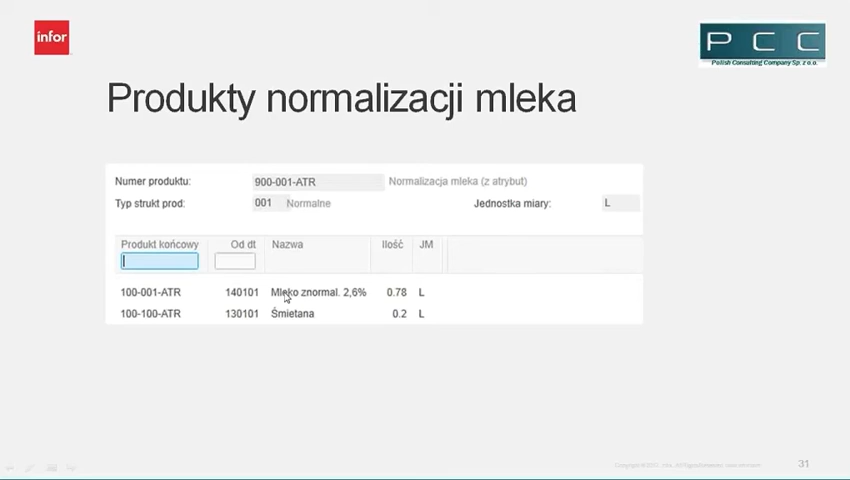 infor
PCC
Polish Consulting Company Sp. z o.o.
Produkty normalizacji mleka
Numer produktu: 900-001-ATR Normalizacja mleka (z atrybut)
Typ strukt prod: 001 Normalne Jednostka miary: L
Produkt końcowy Od dt Nazwa Ilość JM
100-001-ATR 140101 Mleko znormal. 2,6% 0.78 L
100-100-ATR 130101 Śmietana 0.2 L
31